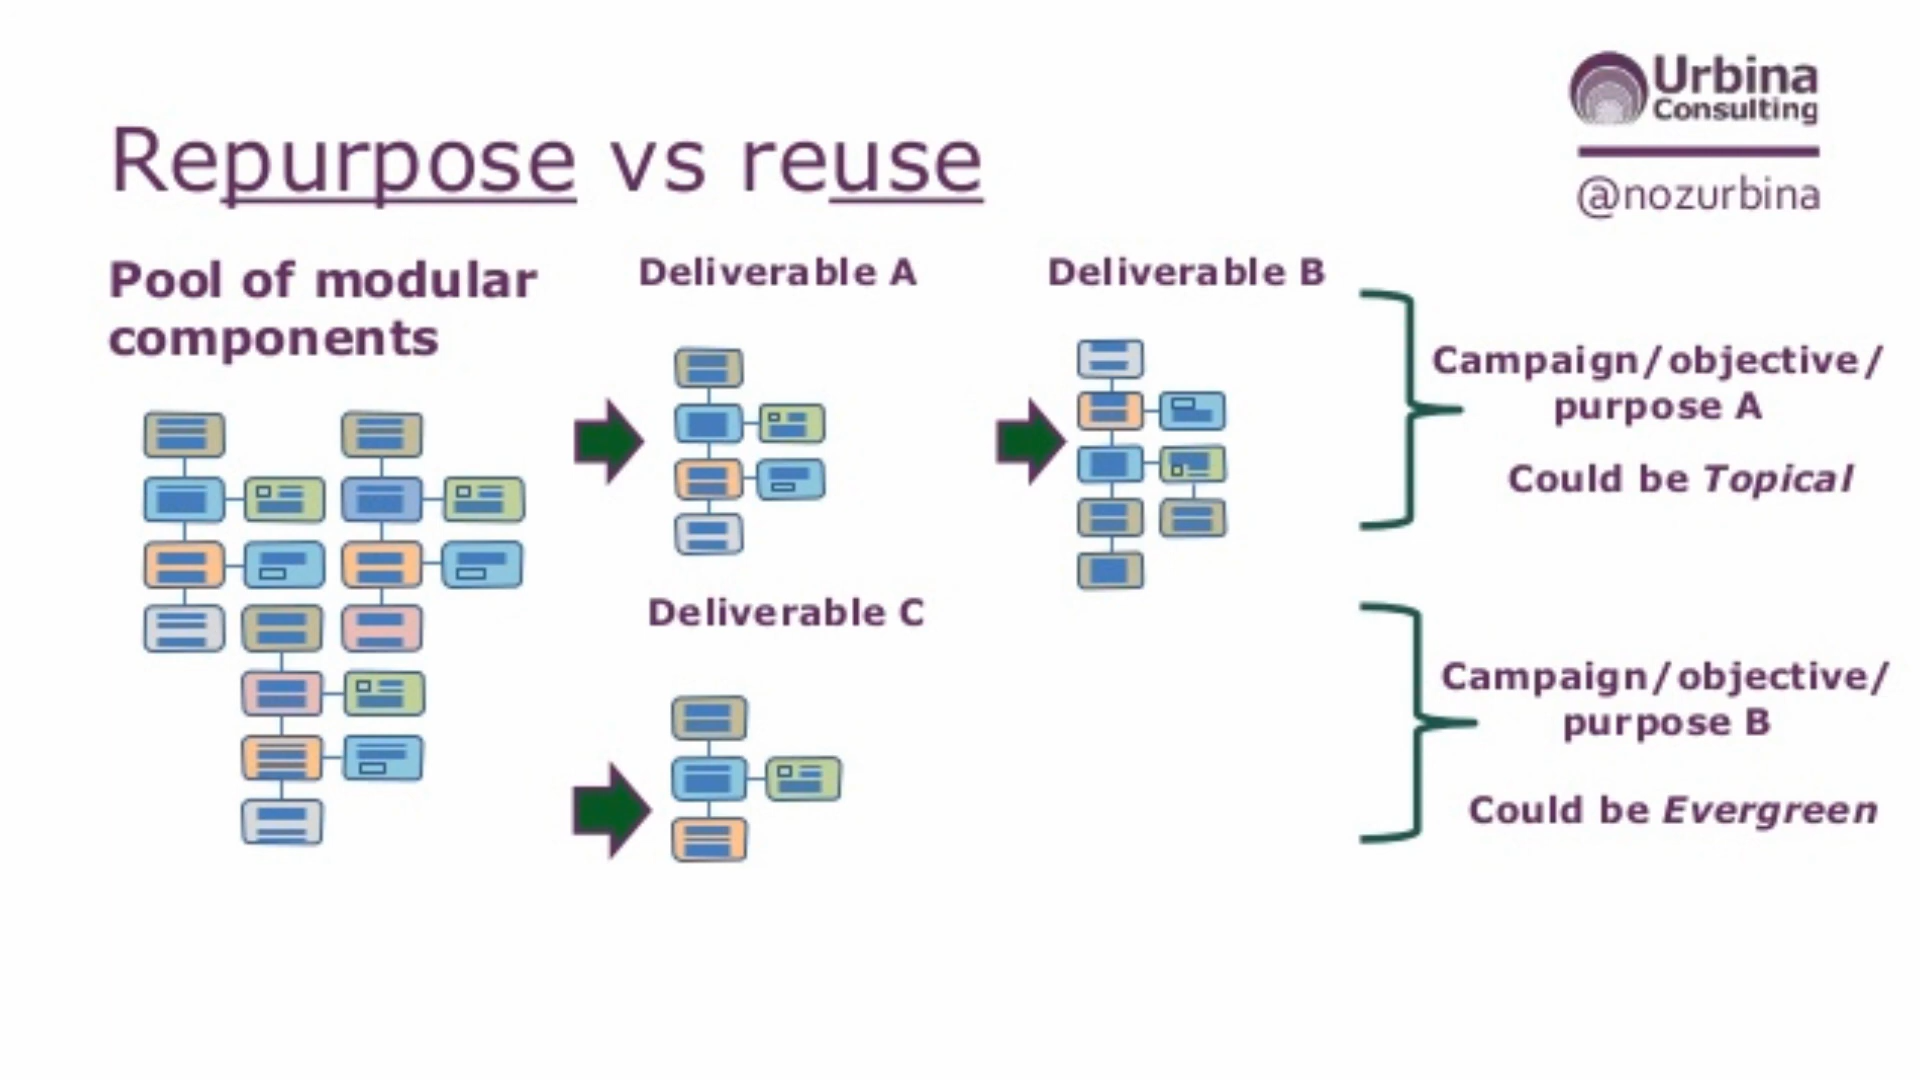 Urbina
Consulting
@nozurbina
Repurpose vs reuse
Pool of modular
components
Deliverable A
Deliverable B
Campaign/objective/
purpose A
Could be Topical
Deliverable C
Campaign/objective/
purpose B
Could be Evergreen